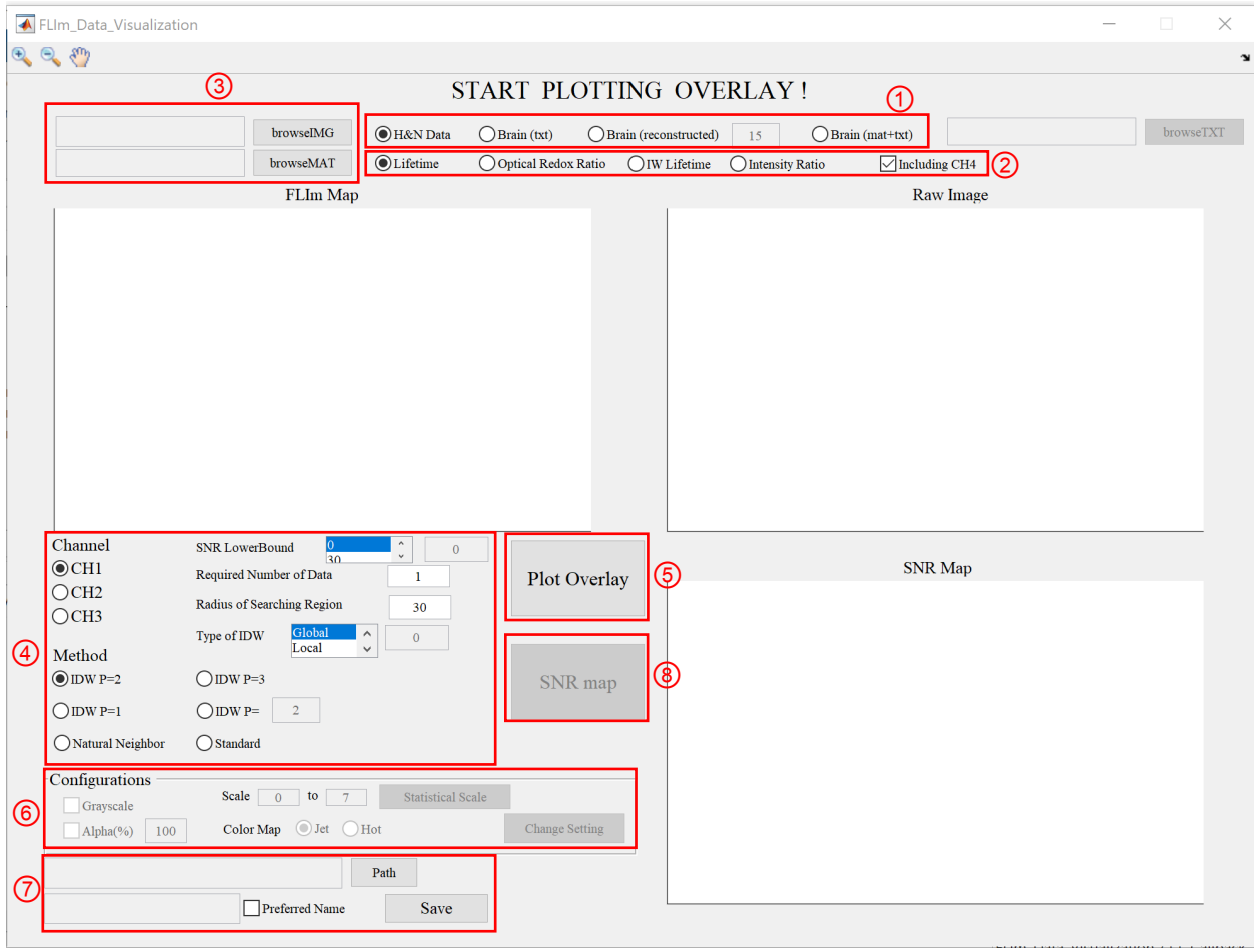 FLIm_Data_Visualization
START PLOTTING OVERLAY !
③
①
browseIMG
H&N Data Brain (txt) Brain (reconstructed) 15 Brain (mat+txt)
browseTXT
browseMAT
Lifetime Optical Redox Ratio IW Lifetime Intensity Ratio Including CH4 ②
FLIm Map
Raw Image
Channel
SNR LowerBound 0 0
30
CH1
Required Number of Data 1
CH2
Radius of Searching Region 30
CH3
Type of IDW Global 0
Local
④
Method
IDW P=2 IDW P=3
IDW P=1 IDW P= 2
Natural Neighbor Standard
Plot Overlay ⑤
SNR map ⑧
SNR Map
Configurations
⑥
Grayscale Scale 0 to 7 Statistical Scale
Alpha(%) 100 Color Map Jet Hot Change Setting
⑦
Path
Preferred Name Save